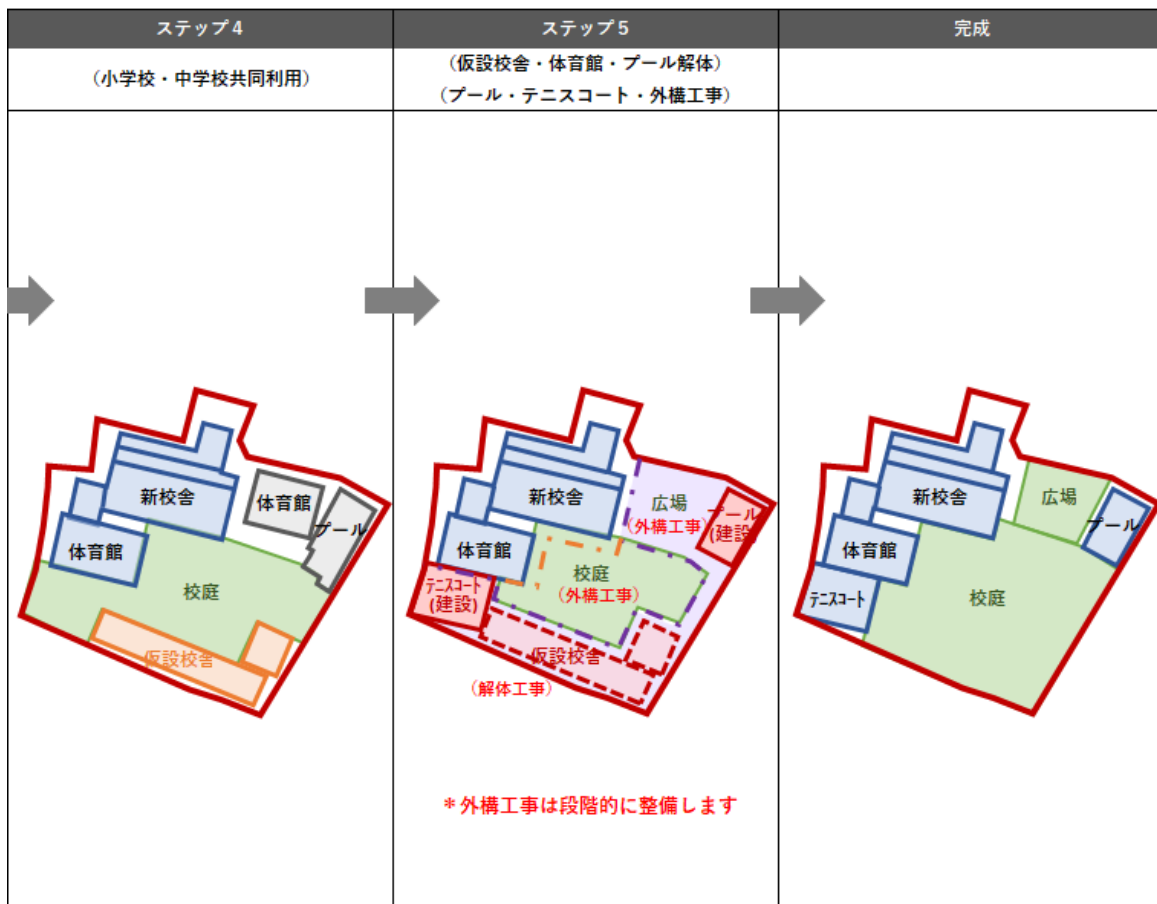 ステップ4
ステップ5
完成
（小学校・中学校共同利用）
（仮設校舎・体育館・プール解体）
（プール・テニスコート・外構工事）
新校舎
体育館
プール
体育館
校庭
仮設校舎
新校舎
広場
（外構工事）
プール
(建設
体育館
校庭
（外構工事）
テニスコート
(建設)
仮設校舎
（解体工事）
＊外構工事は段階的に整備します
新校舎
広場
プール
体育館
テニスコート
校庭